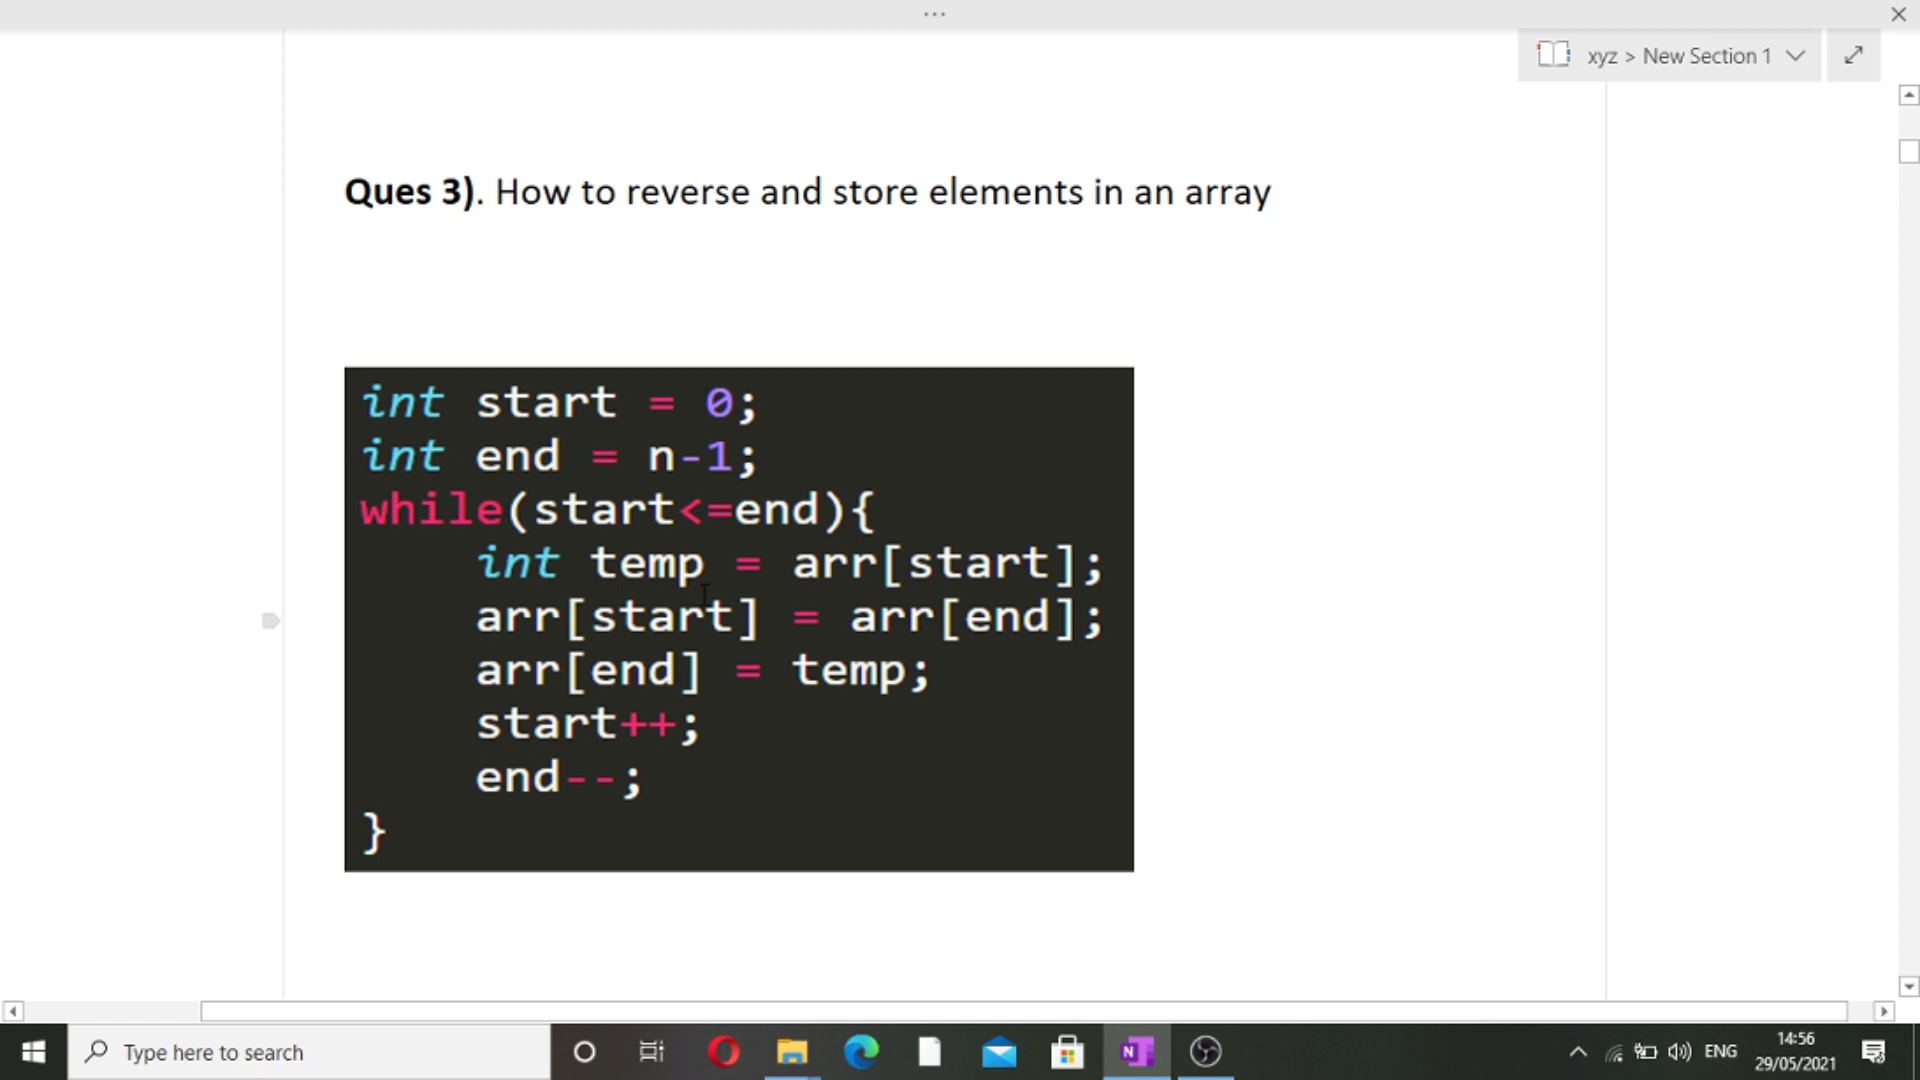 ...
xyz > New Section 1
Ques 3). How to reverse and store elements in an array
int start = 0;
int end = n-1;
while(start<=end){
int temp = arr[start];
arr[start] = arr[end];
arr[end] = temp;
start++;
end--;
}
Type here to search
ENG
14:56
29/05/2021